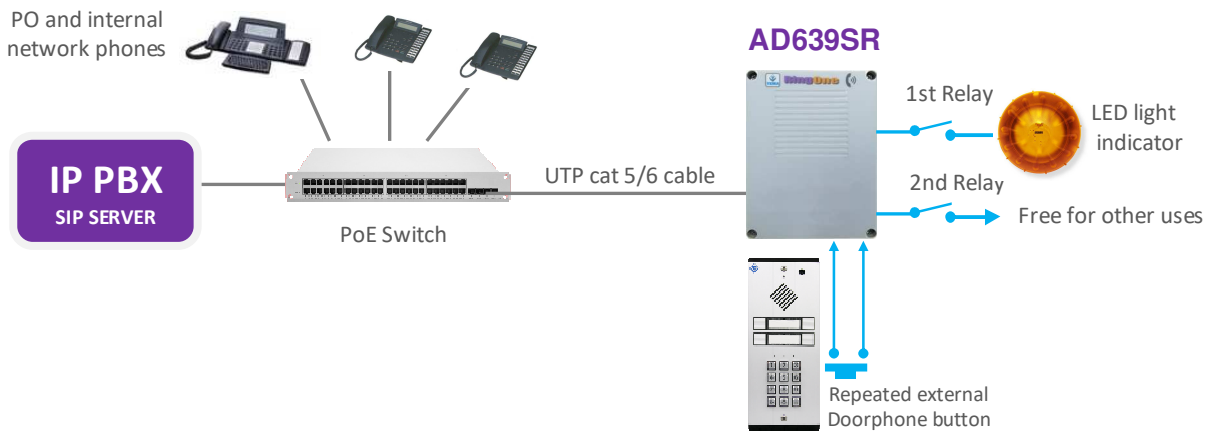 PO and internal
network phones
AD639SR
RingOne
1st Relay
LED light
indicator
IP PBX
SIP SERVER
UTP cat 5/6 cable
2nd Relay
Free for other uses
PoE Switch
Repeated external
Doorphone button